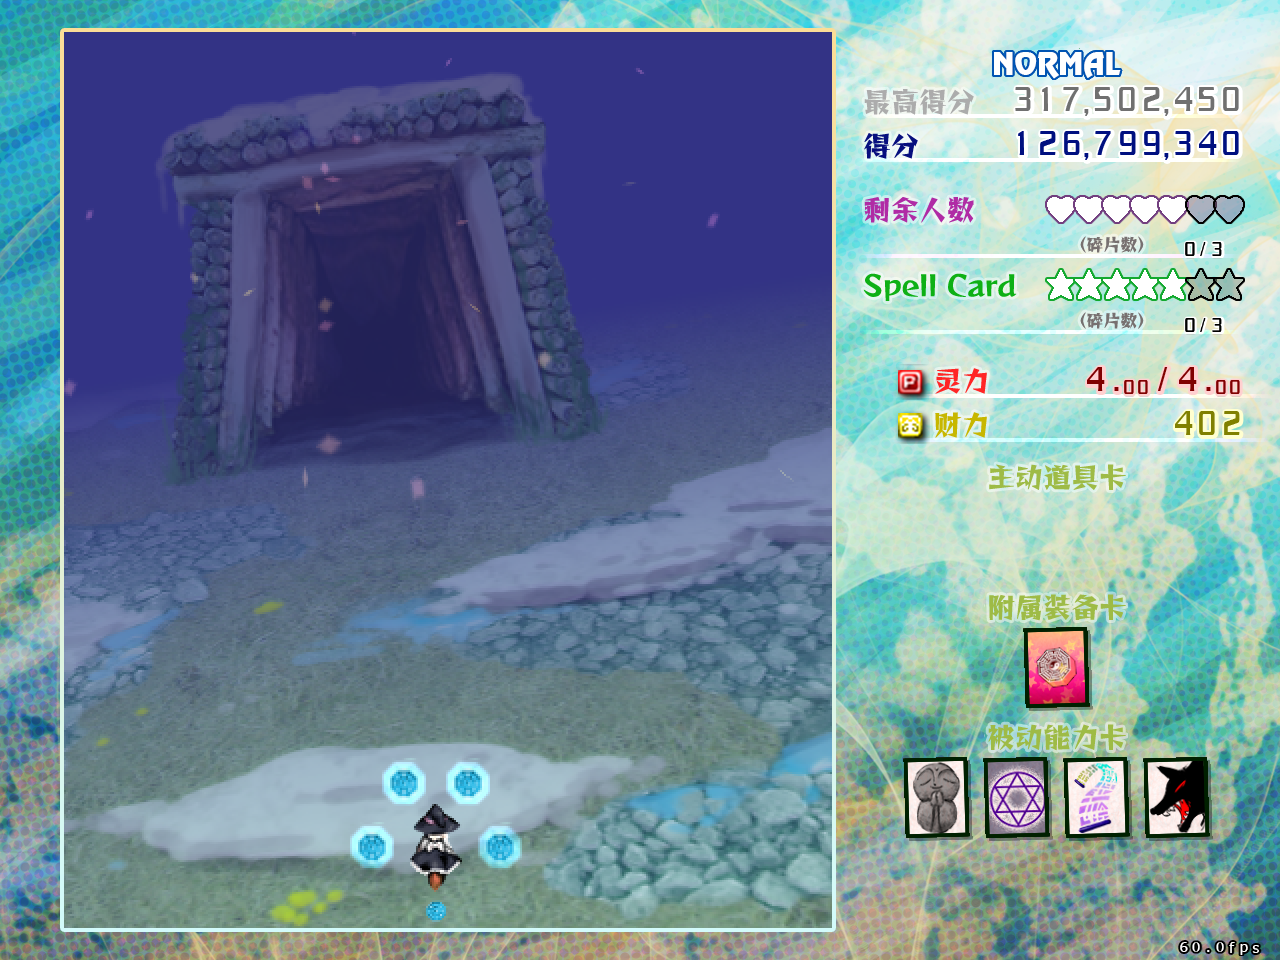 NORMAL
最高得分 317,502,450
得分 126,799,340
剩余人数
(碎片数) 0/3
Spell Card
(碎片数) 0/3
P 灵力 4.00/4.00
财力 402
主动道具卡
附属装备卡
被动能力卡
60.0fps